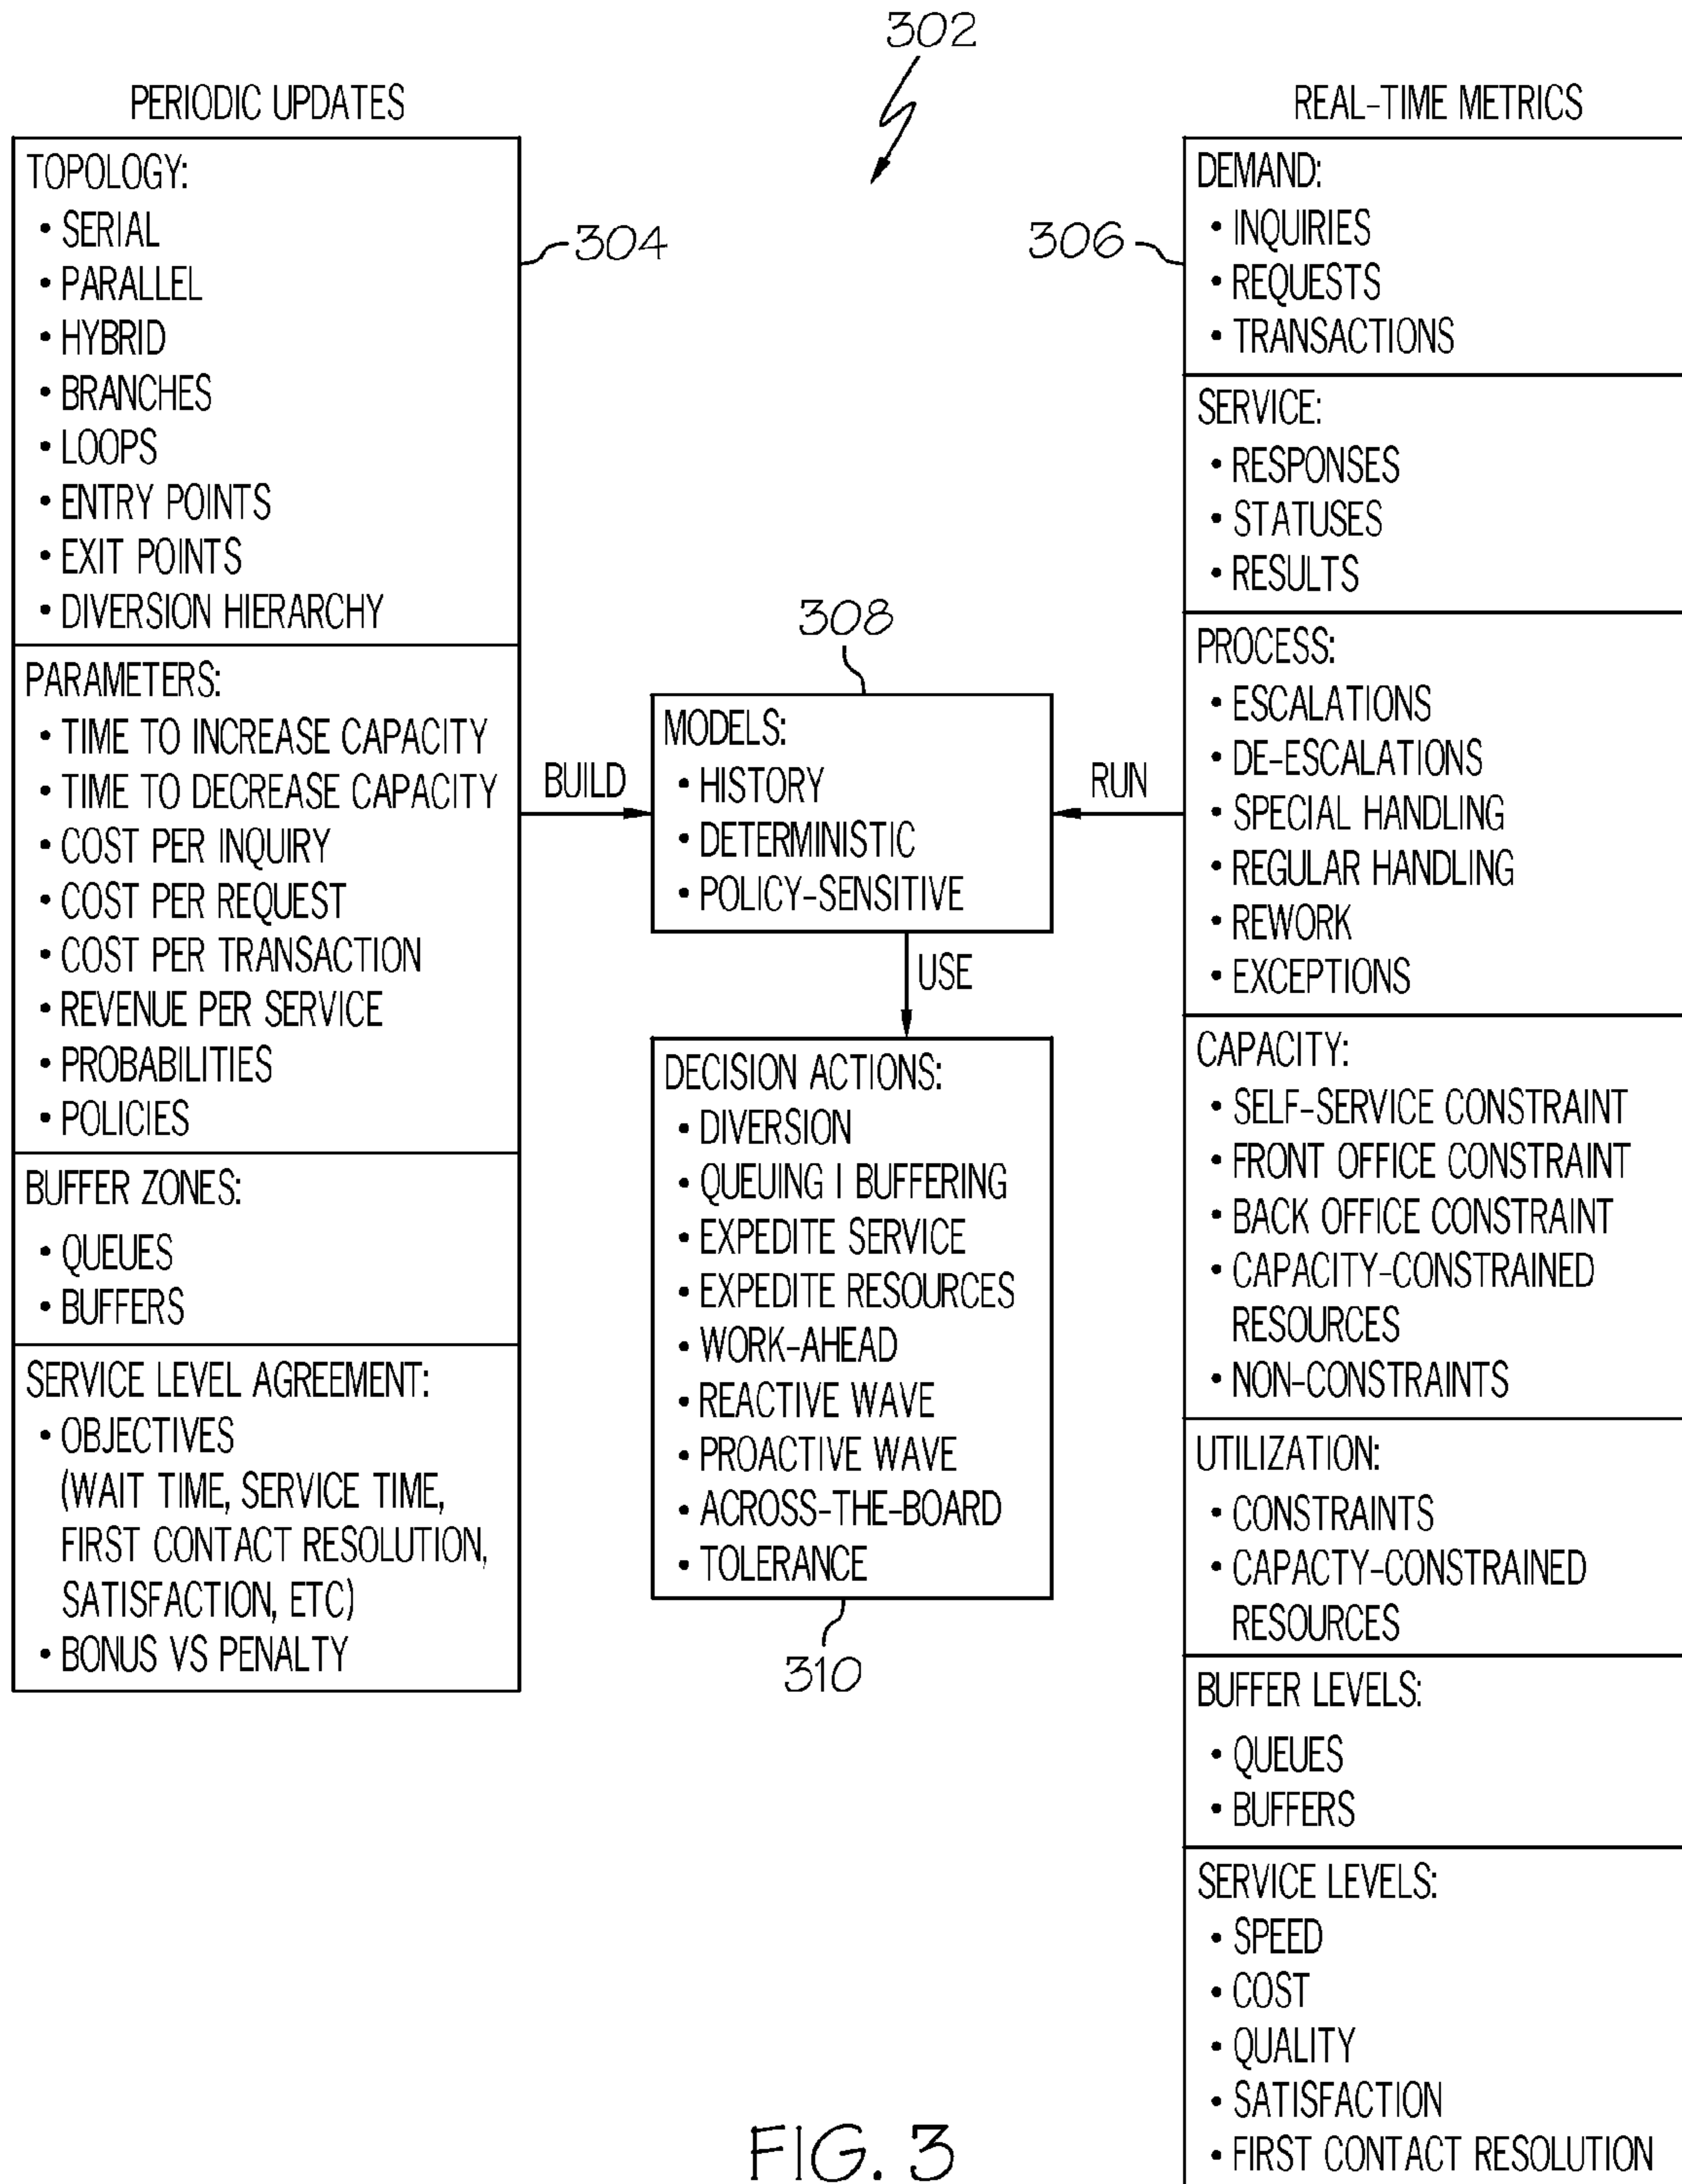 302
PERIODIC UPDATES
TOPOLOGY:
• SERIAL
• PARALLEL
• HYBRID
• BRANCHES
• LOOPS
• ENTRY POINTS
• EXIT POINTS
• DIVERSION HIERARCHY
304
PARAMETERS:
• TIME TO INCREASE CAPACITY
• TIME TO DECREASE CAPACITY
• COST PER INQUIRY
• COST PER REQUEST
• COST PER TRANSACTION
• REVENUE PER SERVICE
• PROBABILITIES
• POLICIES
BUFFER ZONES:
• QUEUES
• BUFFERS
SERVICE LEVEL AGREEMENT:
• OBJECTIVES
(WAIT TIME, SERVICE TIME,
FIRST CONTACT RESOLUTION,
SATISFACTION, ETC)
• BONUS VS PENALTY
BUILD
308
MODELS:
• HISTORY
• DETERMINISTIC
• POLICY-SENSITIVE
RUN
USE
DECISION ACTIONS:
• DIVERSION
• QUEUING I BUFFERING
• EXPEDITE SERVICE
• EXPEDITE RESOURCES
• WORK-AHEAD
• REACTIVE WAVE
• PROACTIVE WAVE
• ACROSS-THE-BOARD
• TOLERANCE
310
REAL-TIME METRICS
306
DEMAND:
• INQUIRIES
• REQUESTS
• TRANSACTIONS
SERVICE:
• RESPONSES
• STATUSES
• RESULTS
PROCESS:
• ESCALATIONS
• DE-ESCALATIONS
• SPECIAL HANDLING
• REGULAR HANDLING
• REWORK
• EXCEPTIONS
CAPACITY:
• SELF-SERVICE CONSTRAINT
• FRONT OFFICE CONSTRAINT
• BACK OFFICE CONSTRAINT
• CAPACITY-CONSTRAINED
RESOURCES
• NON-CONSTRAINTS
UTILIZATION:
• CONSTRAINTS
• CAPACTY-CONSTRAINED
RESOURCES
BUFFER LEVELS:
• QUEUES
• BUFFERS
SERVICE LEVELS:
• SPEED
• COST
• QUALITY
• SATISFACTION
• FIRST CONTACT RESOLUTION
FIG. 3